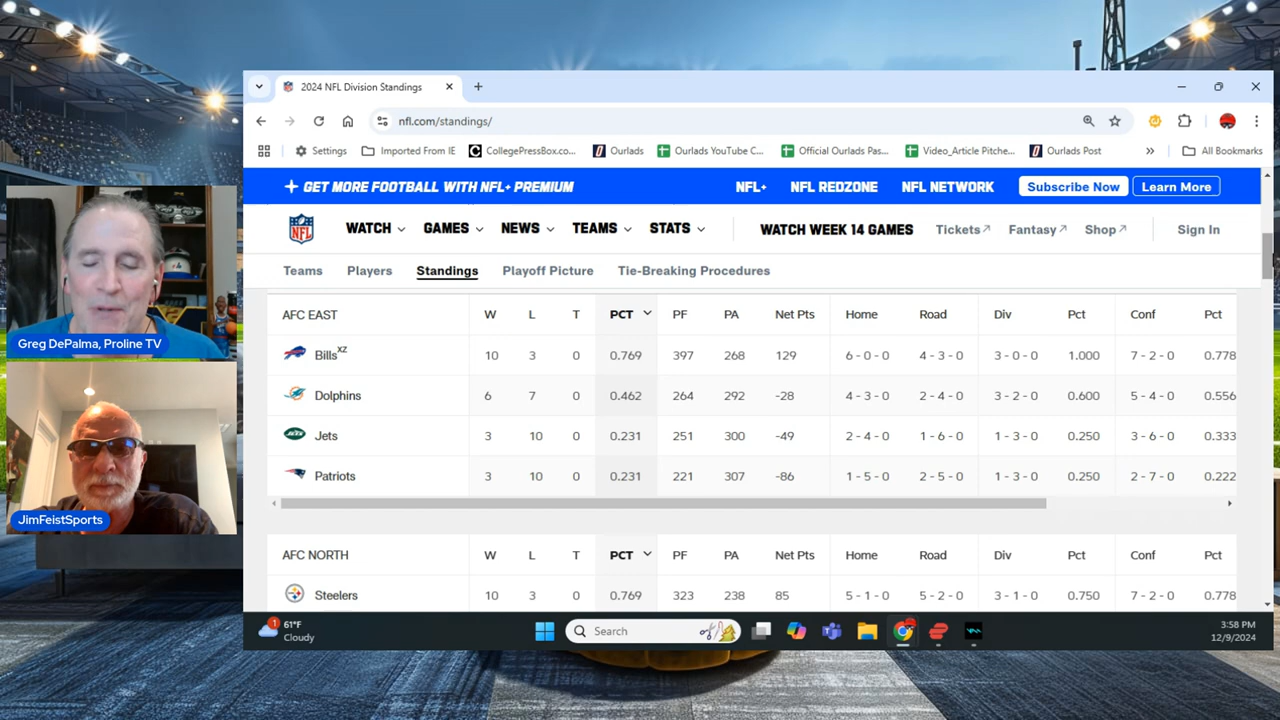 2024 NFL Division Standings
nfl.com/standings/
Settings Imported From IE CollegePressBox.co... Ourlads Ourlads YouTube C... Official Ourlads Pas... Video_Article Pitche... Ourlads Post » All Bookmarks
+ GET MORE FOOTBALL WITH NFL+ PREMIUM NFL+ NFL REDZONE NFL NETWORK Subscribe Now Learn More
NFL WATCH GAMES NEWS TEAMS STATS WATCH WEEK 14 GAMES Tickets Fantasy Shop Sign In
Teams Players Standings Playoff Picture Tie-Breaking Procedures
AFC EAST W L T PCT PF PA Net Pts Home Road Div Pct Conf Pct
Bills xz 10 3 0 0.769 397 268 129 6 - 0 - 0 4 - 3 - 0 3 - 0 - 0 1.000 7 - 2 - 0 0.778
Dolphins 6 7 0 0.462 264 292 -28 4 - 3 - 0 2 - 4 - 0 3 - 2 - 0 0.600 5 - 4 - 0 0.556
Jets 3 10 0 0.231 251 300 -49 2 - 4 - 0 1 - 6 - 0 1 - 3 - 0 0.250 3 - 6 - 0 0.333
Patriots 3 10 0 0.231 221 307 -86 1 - 5 - 0 2 - 5 - 0 1 - 3 - 0 0.250 2 - 7 - 0 0.222
AFC NORTH W L T PCT PF PA Net Pts Home Road Div Pct Conf Pct
Steelers 10 3 0 0.769 323 238 85 5 - 1 - 0 5 - 2 - 0 3 - 1 - 0 0.750 7 - 2 - 0 0.778
Greg DePalma, Proline TV
JimFeistSports
1
61°F
Cloudy
Search
3:58 PM
12/9/2024